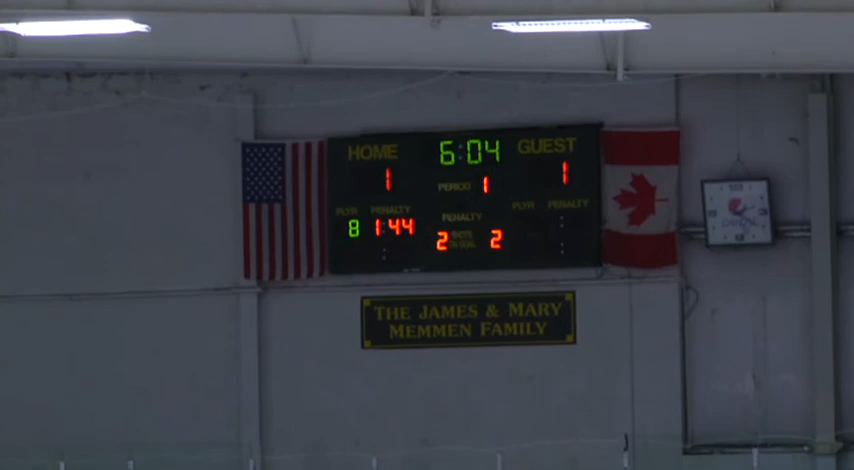 HOME 6:04 GUEST
1 PERIOD 1 1
PLYR PENALTY PENALTY PLYR PENALTY
8 1:44 2 SHOTS ON GOAL 2
THE JAMES & MARY
MEMMEN FAMILY